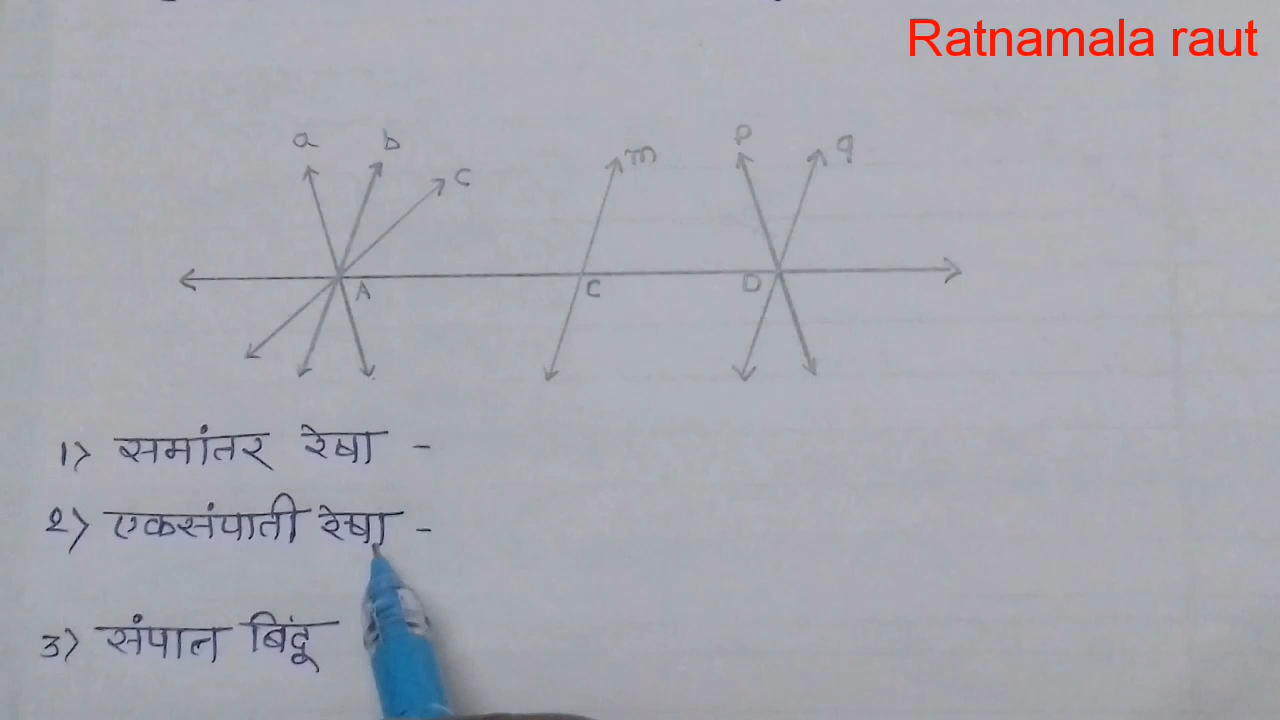 Ratnamala raut
a b c m p q
A C D
1) समांतर रेषा -
2) एकसंपाती रेषा -
3) संपात बिंदू